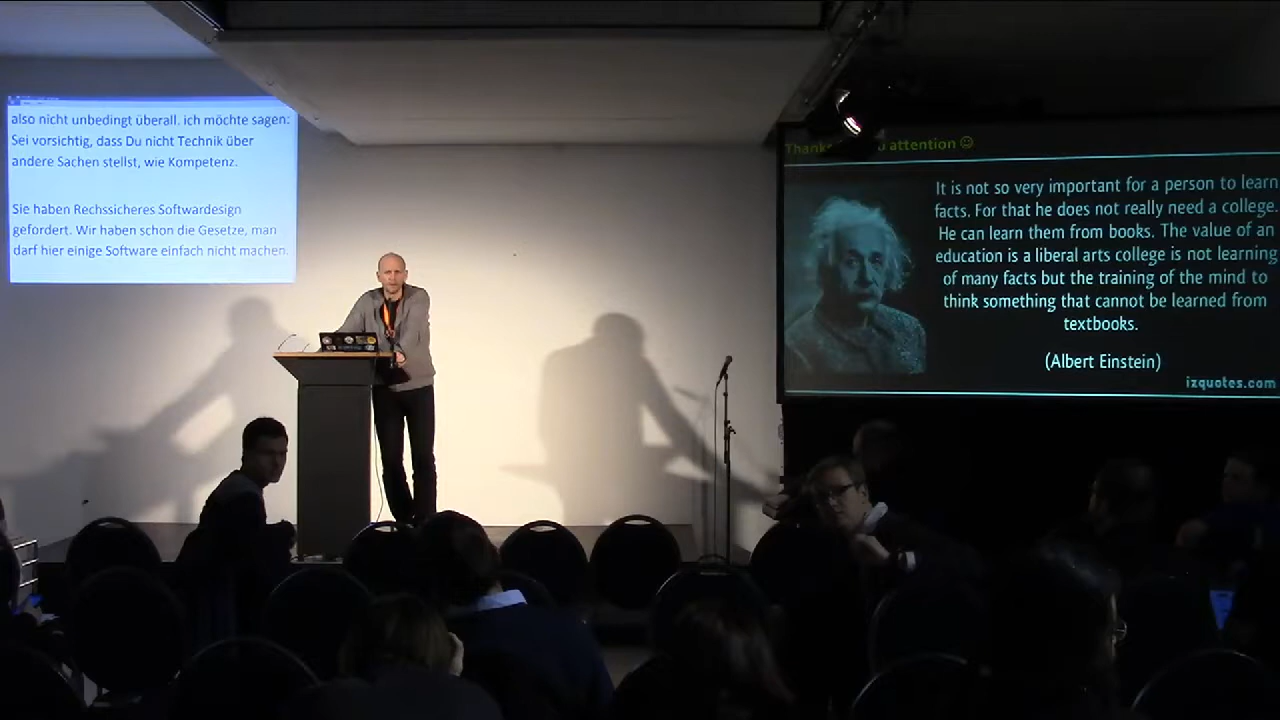 also nicht unbedingt überall. ich möchte sagen:
Sei vorsichtig, dass Du nicht Technik über
andere Sachen stellst, wie Kompetenz.
Sie haben Rechssicheres Softwaredesign
gefordert. Wir haben schon die Gesetze, man
darf hier einige Software einfach nicht machen.
Thanks attention ☺
It is not so very important for a person to learn
facts. For that he does not really need a college.
He can learn them from books. The value of an
education is a liberal arts college is not learning
of many facts but the training of the mind to
think something that cannot be learned from
textbooks.
(Albert Einstein)
izquotes.com